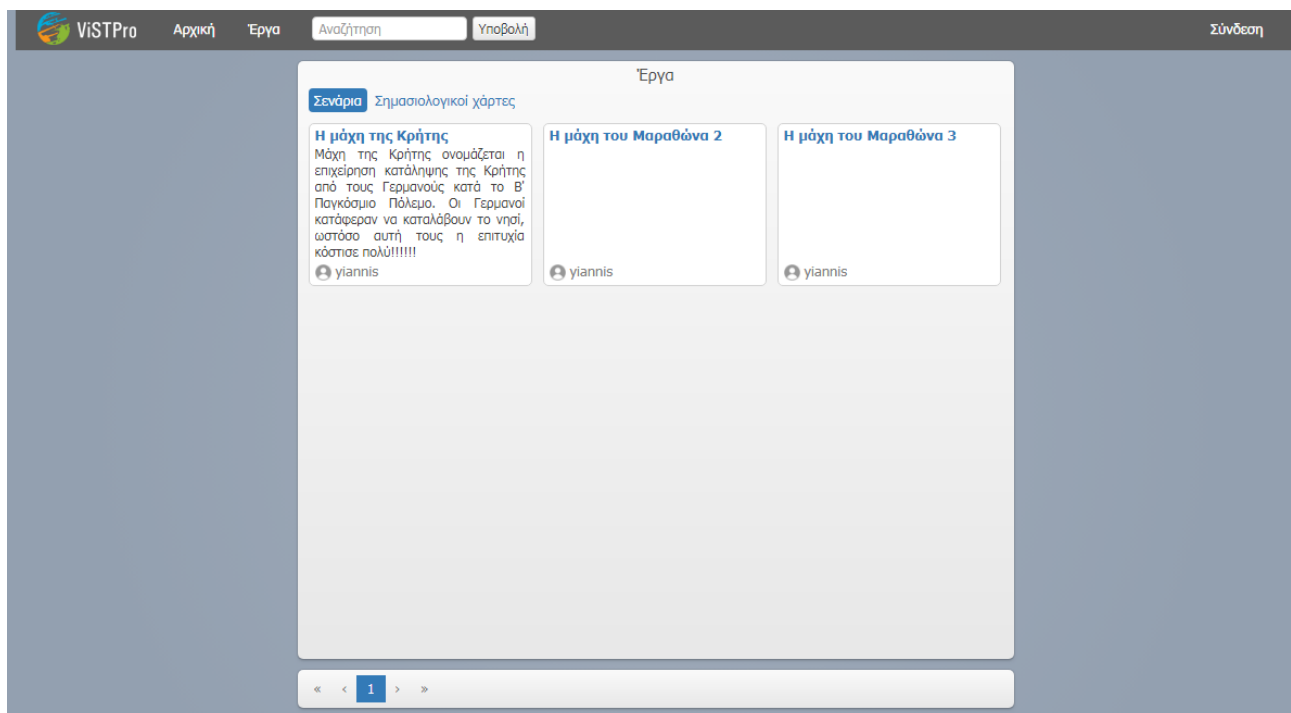 ViSTPro Αρχική Έργα Αναζήτηση Υποβολή Σύνδεση
Έργα
Σενάρια Σημασιολογικοί χάρτες
Η μάχη της Κρήτης
Μάχη της Κρήτης ονομάζεται η
επιχείρηση κατάληψης της Κρήτης
από τους Γερμανούς κατά το Β'
Παγκόσμιο Πόλεμο. Οι Γερμανοί
κατάφεραν να καταλάβουν το νησί,
ωστόσο αυτή τους η επιτυχία
κόστισε πολύ!!!!!!
yiannis
Η μάχη του Μαραθώνα 2
yiannis
Η μάχη του Μαραθώνα 3
yiannis
« ‹ 1 › »